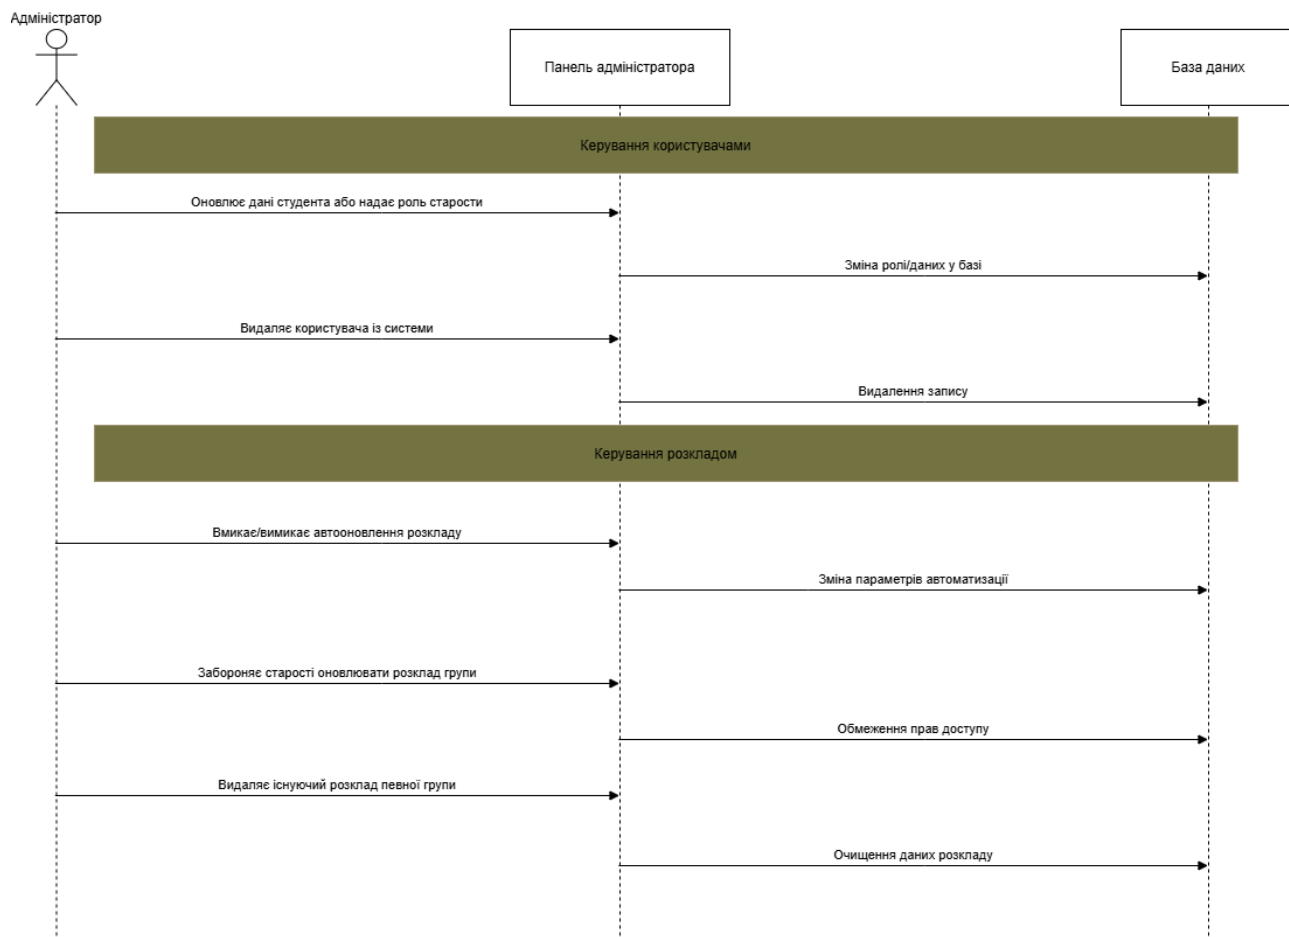 Адміністратор
Панель адміністратора
База даних
Керування користувачами
Оновлює дані студента або надає роль старости
Зміна ролі/даних у базі
Видаляє користувача із системи
Видалення запису
Керування розкладом
Вмикає/вимикає автооновлення розкладу
Зміна параметрів автоматизації
Забороняє старості оновлювати розклад групи
Обмеження прав доступу
Видаляє існуючий розклад певної групи
Очищення даних розкладу